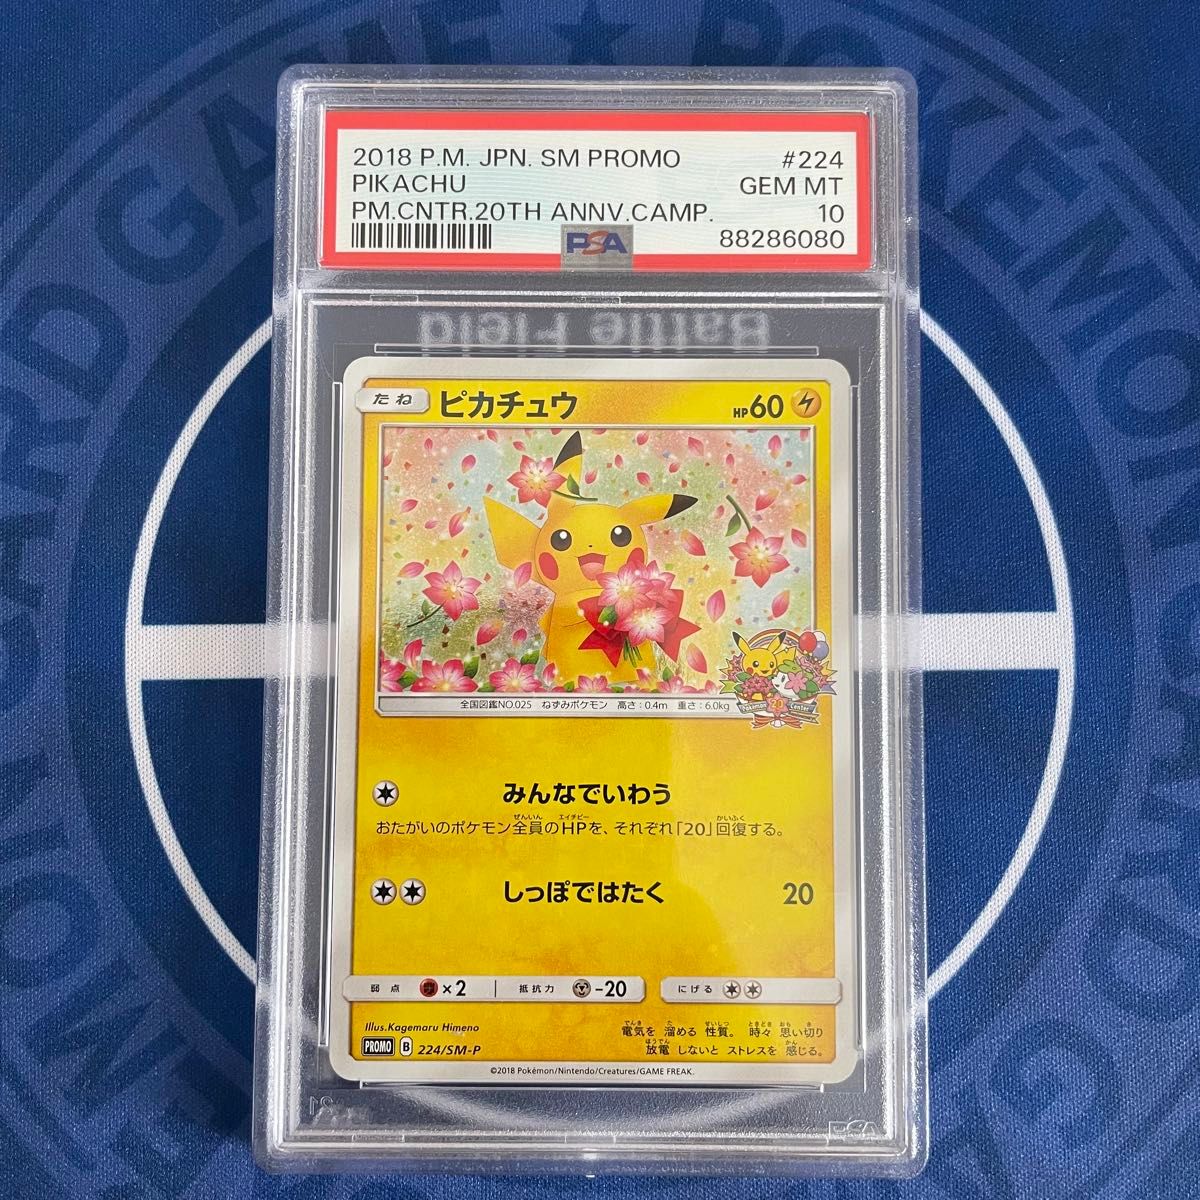 2018 P.M. JPN. SM PROMO #224
PIKACHU GEM MT
PM.CNTR.20TH ANNV.CAMP. 10
PSA 88286080
Battle Field
たね ピカチュウ HP60
Pokémon 20 Center
全国図鑑NO.025 ねずみポケモン 高さ:0.4m 重さ:6.0kg
みんなでいわう
おたがいのポケモン全員のHPを、それぞれ「20」回復する。
しっぽではたく 20
弱点 ×2 抵抗力 -20 にげる
Illus.Kagemaru Himeno
電気を 溜める 性質。 時々 思い切り
放電 しないと ストレスを 感じる。
PROMO B 224/SM-P
©2018 Pokémon/Nintendo/Creatures/GAME FREAK.
PSA